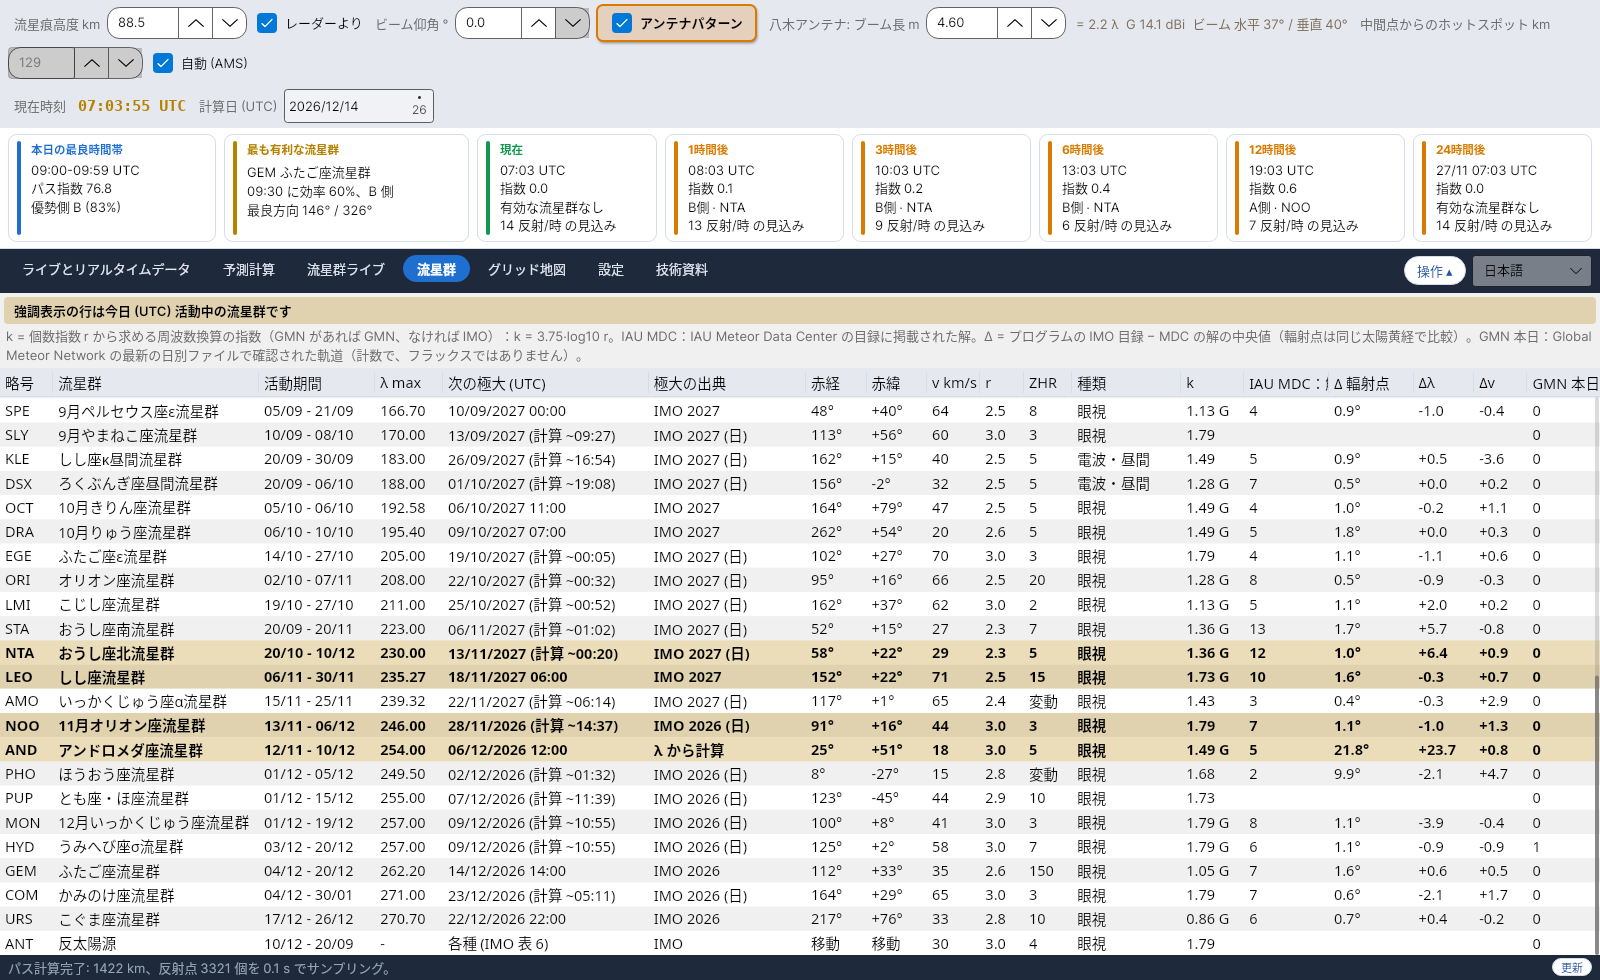 流星痕高度 km 88.5 レーダーより ビーム仰角 ° 0.0 アンテナパターン 八木アンテナ: ブーム長 m 4.60 = 2.2 λ G 14.1 dBi ビーム 水平 37° / 垂直 40° 中間点からのホットスポット km
129 自動 (AMS)
現在時刻 07:03:55 UTC 計算日 (UTC) 2026/12/14 26
本日の最良時間帯
09:00-09:59 UTC
パス指数 76.8
優勢側 B (83%)
最も有利な流星群
GEM ふたご座流星群
09:30 に効率 60%、B 側
最良方向 146° / 326°
現在
07:03 UTC
指数 0.0
有効な流星群なし
14 反射/時 の見込み
1時間後
08:03 UTC
指数 0.1
B側 · NTA
13 反射/時 の見込み
3時間後
10:03 UTC
指数 0.2
B側 · NTA
9 反射/時 の見込み
6時間後
13:03 UTC
指数 0.4
B側 · NTA
6 反射/時 の見込み
12時間後
19:03 UTC
指数 0.6
A側 · NOO
7 反射/時 の見込み
24時間後
27/11 07:03 UTC
指数 0.0
有効な流星群なし
14 反射/時 の見込み
ライブとリアルタイムデータ 予測計算 流星群ライブ 流星群 グリッド地図 設定 技術資料 操作 ▴ 日本語
強調表示の行は今日 (UTC) 活動中の流星群です
k = 個数指数 r から求める周波数換算の指数（GMN があれば GMN、なければ IMO）：k = 3.75·log10 r。IAU MDC：IAU Meteor Data Center の目録に掲載された解。Δ = プログラムの IMO 目録 − MDC の解の中央値（輻射点は同じ太陽黄経で比較）。GMN 本日：Global
Meteor Network の最新の日別ファイルで確認された軌道（計数で、フラックスではありません）。
略号 流星群 活動期間 λ max 次の極大 (UTC) 極大の出典 赤経 赤緯 v km/s r ZHR 種類 k IAU MDC： Δ 輻射点 Δλ Δv GMN 本日
SPE 9月ペルセウス座ε流星群 05/09 - 21/09 166.70 10/09/2027 00:00 IMO 2027 48° +40° 64 2.5 8 眼視 1.13 G 4 0.9° -1.0 -0.4 0
SLY 9月やまねこ座流星群 10/09 - 08/10 170.00 13/09/2027 (計算 ~09:27) IMO 2027 (日) 113° +56° 60 3.0 3 眼視 1.79 0
KLE しし座κ昼間流星群 20/09 - 30/09 183.00 26/09/2027 (計算 ~16:54) IMO 2027 (日) 162° +15° 40 2.5 5 電波・昼間 1.49 5 0.9° +0.5 -3.6 0
DSX ろくぶんぎ座昼間流星群 20/09 - 06/10 188.00 01/10/2027 (計算 ~19:08) IMO 2027 (日) 156° -2° 32 2.5 5 電波・昼間 1.28 G 7 0.5° +0.0 +0.2 0
OCT 10月きりん座流星群 05/10 - 06/10 192.58 06/10/2027 11:00 IMO 2027 164° +79° 47 2.5 5 眼視 1.49 G 4 1.0° -0.2 +1.1 0
DRA 10月りゅう座流星群 06/10 - 10/10 195.40 09/10/2027 07:00 IMO 2027 262° +54° 20 2.6 5 眼視 1.49 G 5 1.8° +0.0 +0.3 0
EGE ふたご座ε流星群 14/10 - 27/10 205.00 19/10/2027 (計算 ~00:05) IMO 2027 (日) 102° +27° 70 3.0 3 眼視 1.79 4 1.1° -1.1 +0.6 0
ORI オリオン座流星群 02/10 - 07/11 208.00 22/10/2027 (計算 ~00:32) IMO 2027 (日) 95° +16° 66 2.5 20 眼視 1.28 G 8 0.5° -0.9 -0.3 0
LMI こじし座流星群 19/10 - 27/10 211.00 25/10/2027 (計算 ~00:52) IMO 2027 (日) 162° +37° 62 3.0 2 眼視 1.13 G 5 1.1° +2.0 +0.2 0
STA おうし座南流星群 20/09 - 20/11 223.00 06/11/2027 (計算 ~01:02) IMO 2027 (日) 52° +15° 27 2.3 7 眼視 1.36 G 13 1.7° +5.7 -0.8 0
NTA おうし座北流星群 20/10 - 10/12 230.00 13/11/2027 (計算 ~00:20) IMO 2027 (日) 58° +22° 29 2.3 5 眼視 1.36 G 12 1.0° +6.4 +0.9 0
LEO しし座流星群 06/11 - 30/11 235.27 18/11/2027 06:00 IMO 2027 152° +22° 71 2.5 15 眼視 1.73 G 10 1.6° -0.3 +0.7 0
AMO いっかくじゅう座α流星群 15/11 - 25/11 239.32 22/11/2027 (計算 ~06:14) IMO 2027 (日) 117° +1° 65 2.4 変動 眼視 1.43 3 0.4° -0.3 +2.9 0
NOO 11月オリオン座流星群 13/11 - 06/12 246.00 28/11/2026 (計算 ~14:37) IMO 2026 (日) 91° +16° 44 3.0 3 眼視 1.79 7 1.1° -1.0 +1.3 0
AND アンドロメダ座流星群 12/11 - 10/12 254.00 06/12/2026 12:00 λ から計算 25° +51° 18 3.0 5 眼視 1.49 G 5 21.8° +23.7 +0.8 0
PHO ほうおう座流星群 01/12 - 05/12 249.50 02/12/2026 (計算 ~01:32) IMO 2026 (日) 8° -27° 15 2.8 変動 眼視 1.68 2 9.9° -2.1 +4.7 0
PUP とも座・ほ座流星群 01/12 - 15/12 255.00 07/12/2026 (計算 ~11:39) IMO 2026 (日) 123° -45° 44 2.9 10 眼視 1.73 0
MON 12月いっかくじゅう座流星群 01/12 - 19/12 257.00 09/12/2026 (計算 ~10:55) IMO 2026 (日) 100° +8° 41 3.0 3 眼視 1.79 G 8 1.1° -3.9 -0.4 0
HYD うみへび座σ流星群 03/12 - 20/12 257.00 09/12/2026 (計算 ~10:55) IMO 2026 (日) 125° +2° 58 3.0 7 眼視 1.79 G 6 1.1° -0.9 -0.9 1
GEM ふたご座流星群 04/12 - 20/12 262.20 14/12/2026 14:00 IMO 2026 112° +33° 35 2.6 150 眼視 1.05 G 7 1.6° +0.6 +0.5 0
COM かみのけ座流星群 04/12 - 30/01 271.00 23/12/2026 (計算 ~05:11) IMO 2026 (日) 164° +29° 65 3.0 3 眼視 1.79 7 0.6° -2.1 +1.7 0
URS こぐま座流星群 17/12 - 26/12 270.70 22/12/2026 22:00 IMO 2026 217° +76° 33 2.8 10 眼視 0.86 G 6 0.7° +0.4 -0.2 0
ANT 反太陽源 10/12 - 20/09 - 各種 (IMO 表 6) IMO 移動 移動 30 3.0 4 眼視 1.79 0
パス計算完了: 1422 km、反射点 3321 個を 0.1 s でサンプリング。 更新